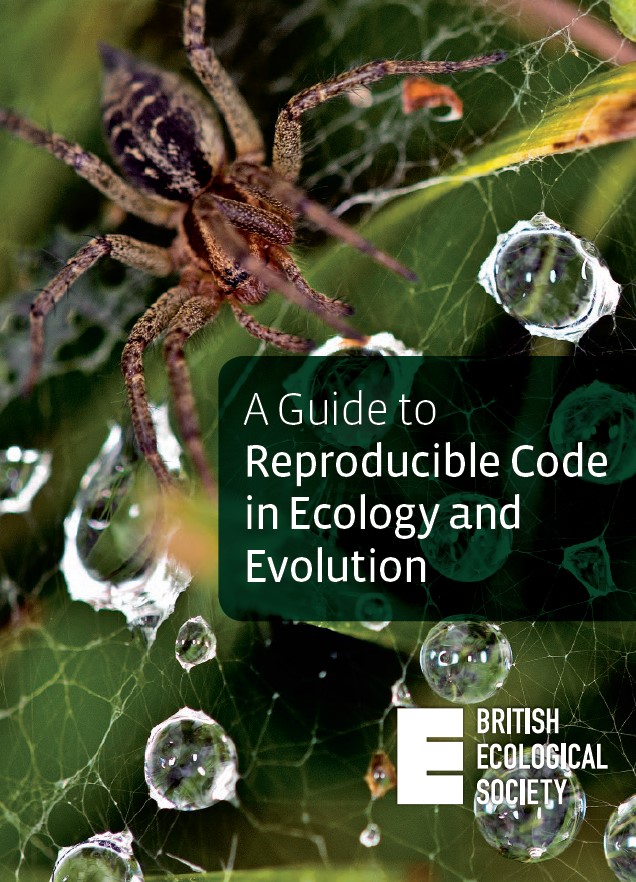 A Guide to
Reproducible Code
in Ecology and
Evolution
BRITISH
ECOLOGICAL
SOCIETY